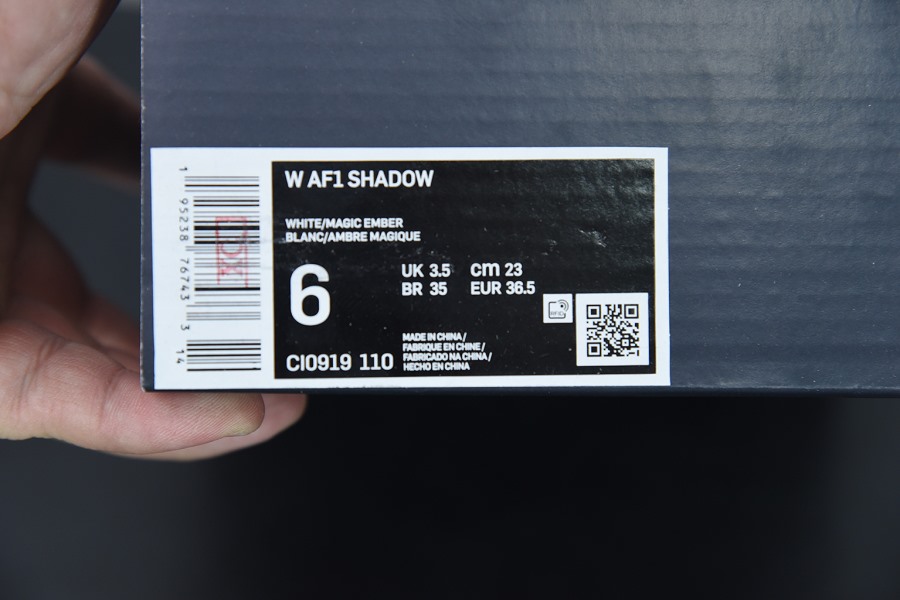 W AF1 SHADOW
WHITE/MAGIC EMBER
BLANC/AMBRE MAGIQUE
6
UK 3.5 cm 23
BR 35 EUR 36.5
RFID
CI0919 110
MADE IN CHINA/
FABRIQUE EN CHINE/
FABRICADO NA CHINA/
HECHO EN CHINA
1 95238 76743 3 14